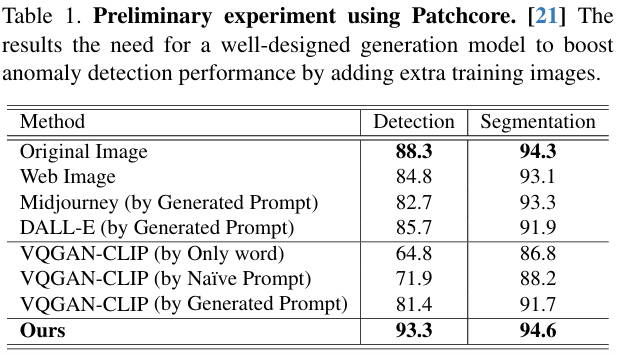 Table 1. Preliminary experiment using Patchcore. [21] The
results the need for a well-designed generation model to boost
anomaly detection performance by adding extra training images.
Method Detection Segmentation
Original Image 88.3 94.3
Web Image 84.8 93.1
Midjourney (by Generated Prompt) 82.7 93.3
DALL-E (by Generated Prompt) 85.7 91.9
VQGAN-CLIP (by Only word) 64.8 86.8
VQGAN-CLIP (by Naïve Prompt) 71.9 88.2
VQGAN-CLIP (by Generated Prompt) 81.4 91.7
Ours 93.3 94.6